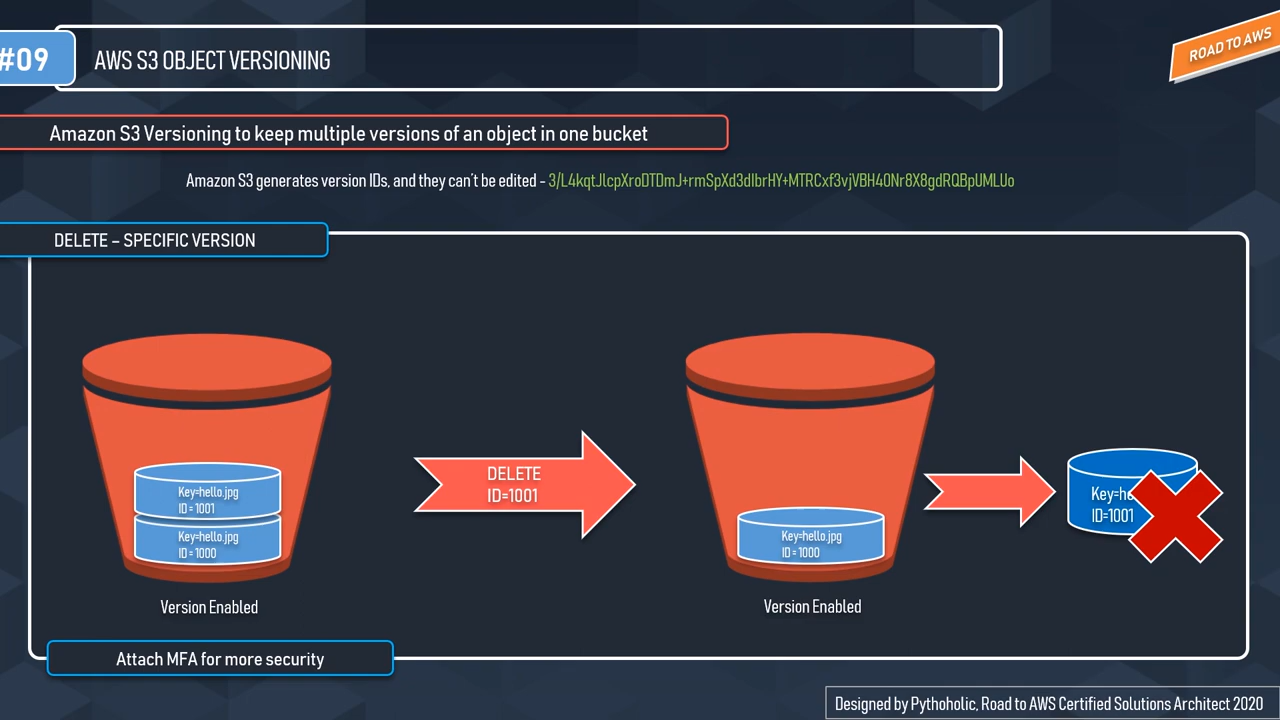 #09
AWS S3 OBJECT VERSIONING
ROAD TO AWS
Amazon S3 Versioning to keep multiple versions of an object in one bucket
Amazon S3 generates version IDs, and they can't be edited - 3/L4kqtJlcpXroDTDmJ+rmSpXd3dIbrHY+MTRCxf3vjVBH40Nr8X8gdRQBpUMLUo
DELETE – SPECIFIC VERSION
Key=hello.jpg
ID = 1001
Key=hello.jpg
ID = 1000
Version Enabled
DELETE
ID=1001
Key=hello.jpg
ID = 1000
Version Enabled
Key=he
ID-1001
Attach MFA for more security
Designed by Pythoholic, Road to AWS Certified Solutions Architect 2020